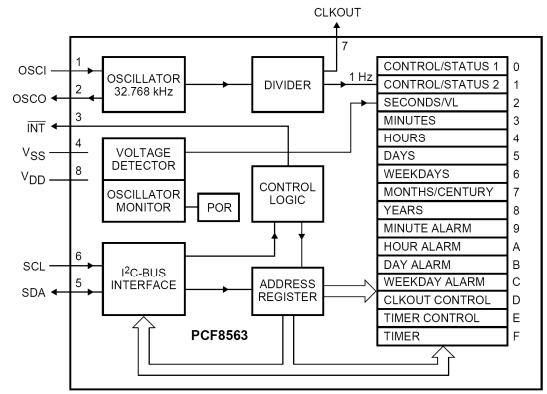 CLKOUT
7
OSCI 1
OSCO 2
INT 3
VSS 4
VDD 8
SCL 6
SDA 5
OSCILLATOR
32.768 kHz
DIVIDER
1 Hz
VOLTAGE
DETECTOR
OSCILLATOR
MONITOR
POR
CONTROL
LOGIC
I²C-BUS
INTERFACE
ADDRESS
REGISTER
PCF8563
CONTROL/STATUS 1 0
CONTROL/STATUS 2 1
SECONDS/VL 2
MINUTES 3
HOURS 4
DAYS 5
WEEKDAYS 6
MONTHS/CENTURY 7
YEARS 8
MINUTE ALARM 9
HOUR ALARM A
DAY ALARM B
WEEKDAY ALARM C
CLKOUT CONTROL D
TIMER CONTROL E
TIMER F